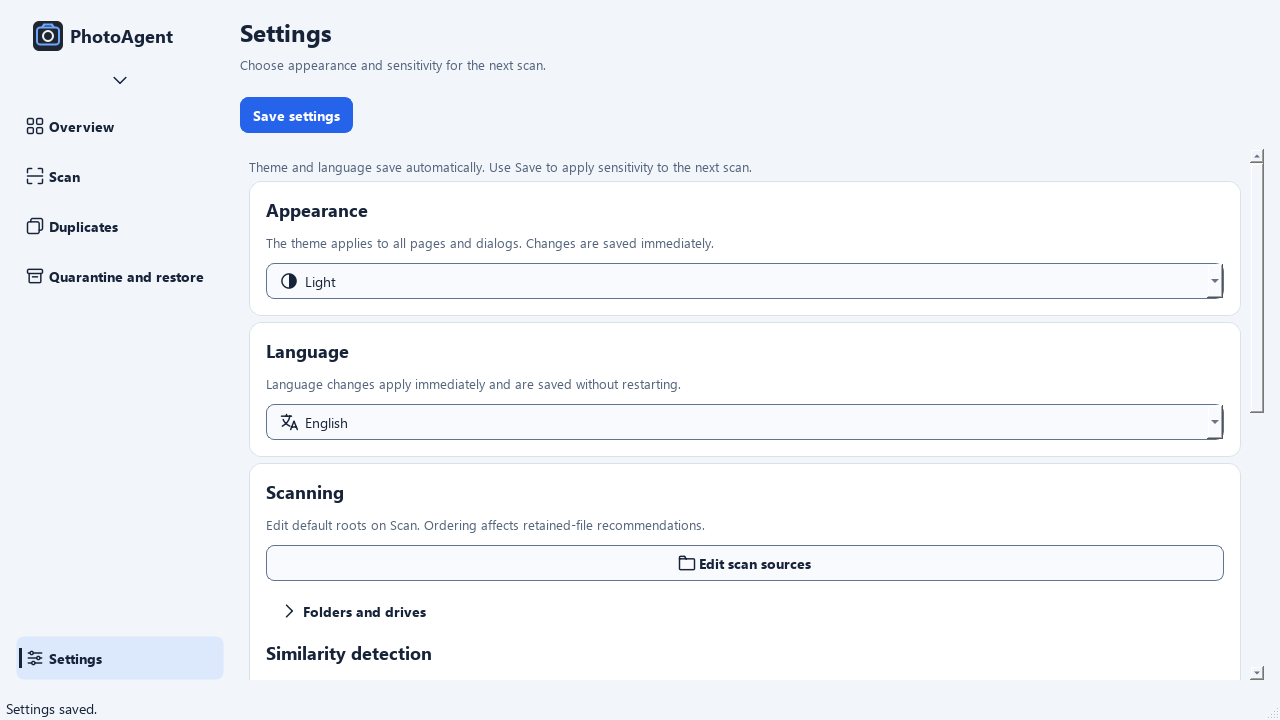 PhotoAgent
Overview
Scan
Duplicates
Quarantine and restore
Settings
Settings
Choose appearance and sensitivity for the next scan.
Save settings
Theme and language save automatically. Use Save to apply sensitivity to the next scan.
Appearance
The theme applies to all pages and dialogs. Changes are saved immediately.
Light
Language
Language changes apply immediately and are saved without restarting.
English
Scanning
Edit default roots on Scan. Ordering affects retained-file recommendations.
Edit scan sources
Folders and drives
Similarity detection
Settings saved.